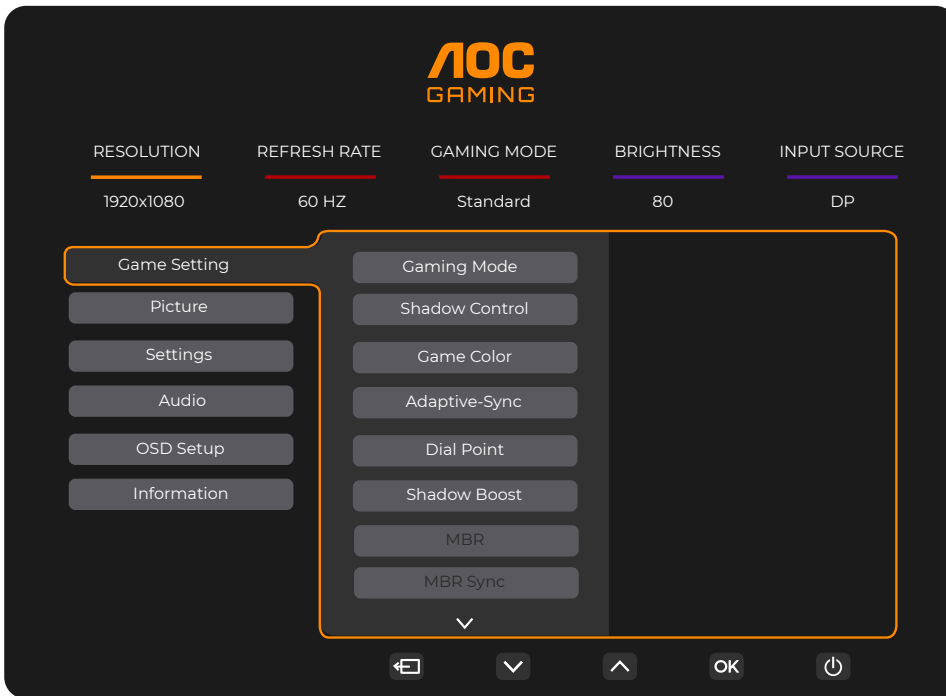 AOC
GAMING
RESOLUTION REFRESH RATE GAMING MODE BRIGHTNESS INPUT SOURCE
1920x1080 60 HZ Standard 80 DP
Game Setting
Picture
Settings
Audio
OSD Setup
Information
Gaming Mode
Shadow Control
Game Color
Adaptive-Sync
Dial Point
Shadow Boost
MBR
MBR Sync
OK